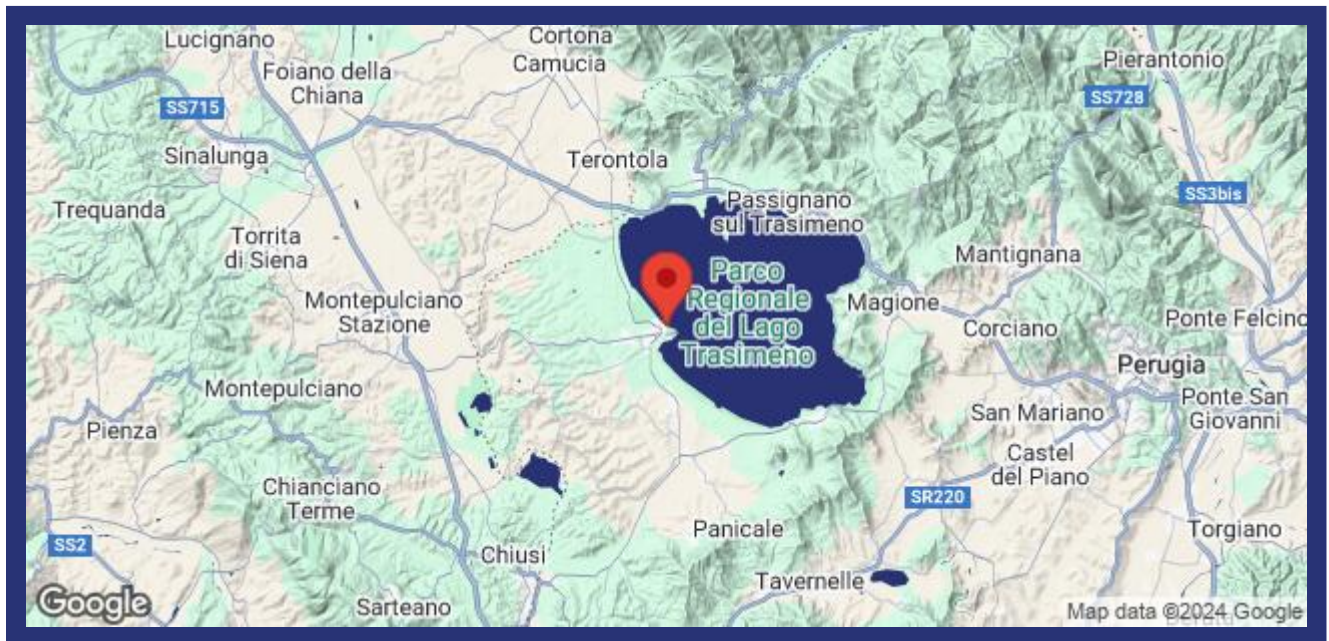 Lucignano
Cortona
Camucia
Pierantonio
Foiano della
Chiana
SS728
SS715
Sinalunga
Terontola
SS3bis
Trequanda
Passignano
sul Trasimeno
Torrita
di Siena
Mantignana
Parco
Regionale
del Lago
Trasimeno
Montepulciano
Stazione
Magione
Corciano
Ponte Felcino
Perugia
Montepulciano
Ponte San
Giovanni
San Mariano
Pienza
Castel
del Piano
Chianciano
Terme
SR220
Panicale
Torgiano
SS2
Chiusi
Tavernelle
Sarteano
Google
Map data ©2024 Google